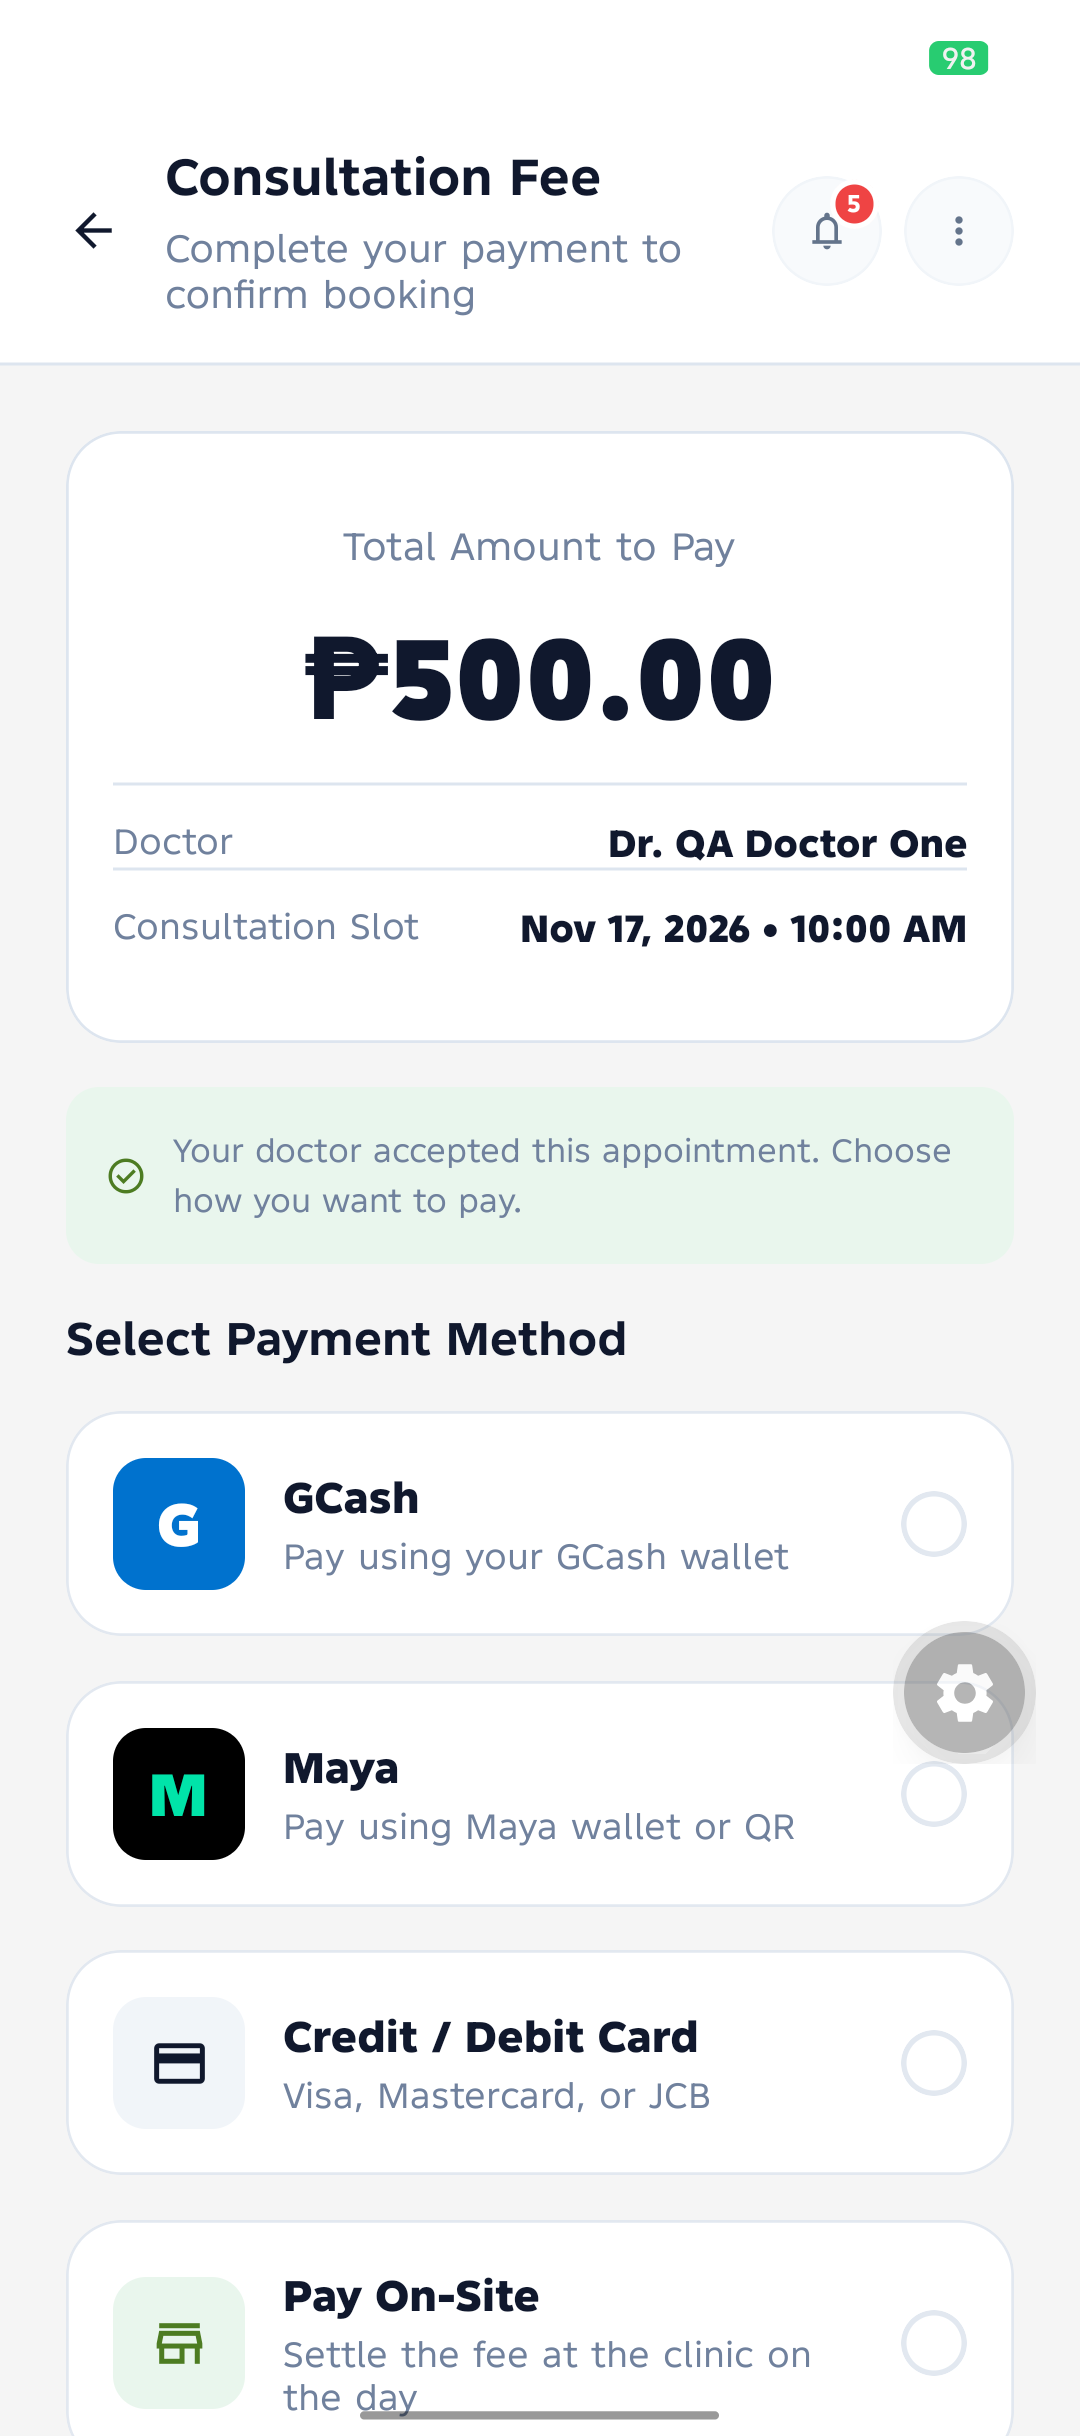 98
Consultation Fee
Complete your payment to
confirm booking
5
Total Amount to Pay
₱500.00
Doctor
Dr. QA Doctor One
Consultation Slot
Nov 17, 2026 • 10:00 AM
Your doctor accepted this appointment. Choose
how you want to pay.
Select Payment Method
G
GCash
Pay using your GCash wallet
M
Maya
Pay using Maya wallet or QR
Credit / Debit Card
Visa, Mastercard, or JCB
Pay On-Site
Settle the fee at the clinic on
the day